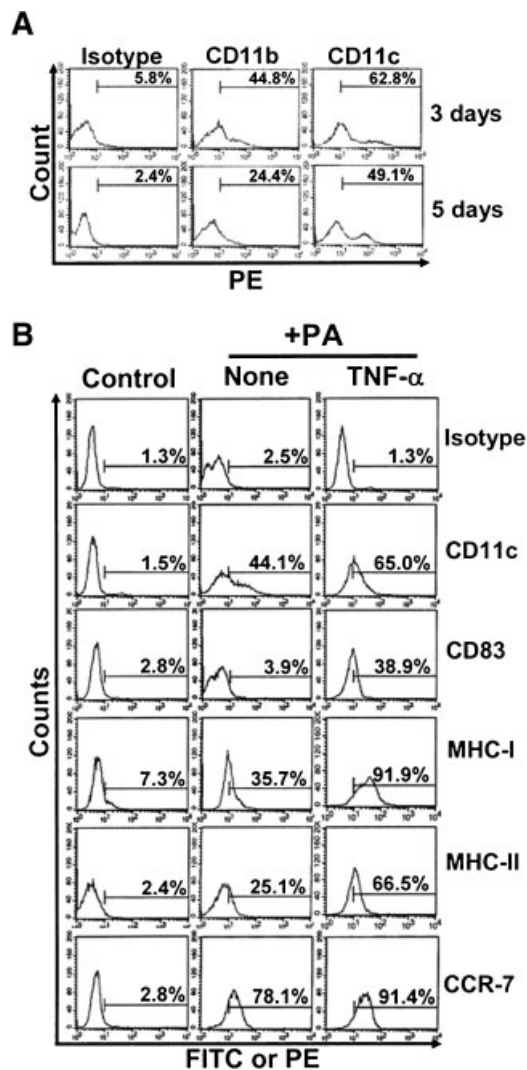 A
Isotype CD11b CD11c
5.8% 44.8% 62.8% 3 days
2.4% 24.4% 49.1% 5 days
Count
PE
B
+PA
Control None TNF-α
1.3% 2.5% 1.3% Isotype
1.5% 44.1% 65.0% CD11c
2.8% 3.9% 38.9% CD83
7.3% 35.7% 91.9% MHC-I
2.4% 25.1% 66.5% MHC-II
2.8% 78.1% 91.4% CCR-7
Counts
FITC or PE